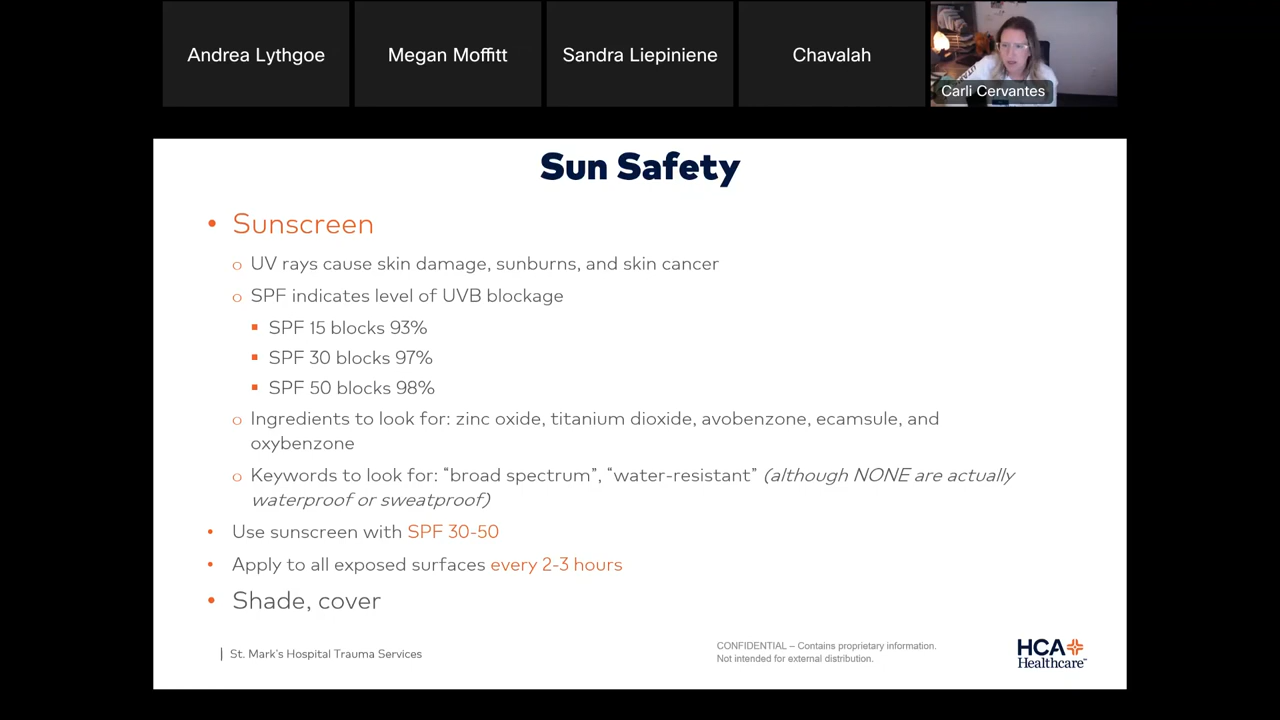 Andrea Lythgoe
Megan Moffitt
Sandra Liepiniene
Chavalah
Carli Cervantes
Sun Safety
• Sunscreen
o UV rays cause skin damage, sunburns, and skin cancer
o SPF indicates level of UVB blockage
▪ SPF 15 blocks 93%
▪ SPF 30 blocks 97%
▪ SPF 50 blocks 98%
o Ingredients to look for: zinc oxide, titanium dioxide, avobenzone, ecamsule, and
oxybenzone
o Keywords to look for: “broad spectrum”, “water-resistant” (although NONE are actually
waterproof or sweatproof)
• Use sunscreen with SPF 30-50
• Apply to all exposed surfaces every 2-3 hours
• Shade, cover
| St. Mark's Hospital Trauma Services
CONFIDENTIAL – Contains proprietary information.
Not intended for external distribution.
HCA
Healthcare™